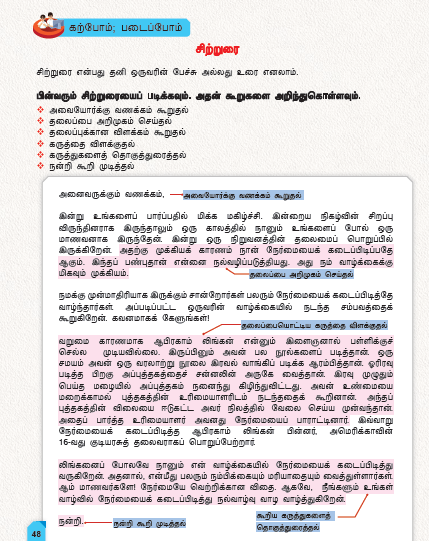 கற்போம்; படைப்போம்
சிற்றுரை
சிற்றுரை என்பது தனி ஒருவரின் பேச்சு அல்லது உரை எனலாம்.
பின்வரும் சிற்றுரையைப் படிக்கவும். அதன் கூறுகளை அறிந்துகொள்ளவும்.
❖ அவையோர்க்கு வணக்கம் கூறுதல்
❖ தலைப்பை அறிமுகம் செய்தல்
❖ தலைப்புக்கான விளக்கம் கூறுதல்
❖ கருத்தை விளக்குதல்
❖ கருத்துகளைத் தொகுத்துரைத்தல்
❖ நன்றி கூறி முடித்தல்
அனைவருக்கும் வணக்கம், அவையோர்க்கு வணக்கம் கூறுதல்
இன்று உங்களைப் பார்ப்பதில் மிக்க மகிழ்ச்சி. இன்றைய நிகழ்வின் சிறப்பு
விருந்தினராக இருந்தாலும் ஒரு காலத்தில் நானும் உங்களைப் போல் ஒரு
மாணவனாக இருந்தேன். இன்று ஒரு நிறுவனத்தின் தலைமைப் பொறுப்பில்
இருக்கிறேன். அதற்கு முக்கியக் காரணம் நான் நேர்மையைக் கடைப்பிடிப்பதே
ஆகும். இந்தப் பண்புதான் என்னை நல்வழிப்படுத்தியது. அது நம் வாழ்க்கைக்கு
மிகவும் முக்கியம். தலைப்பை அறிமுகம் செய்தல்
நமக்கு முன்மாதிரியாக இருக்கும் சான்றோர்கள் பலரும் நேர்மையைக் கடைப்பிடித்தே
வாழ்ந்தார்கள். அப்படிப்பட்ட ஒருவரின் வாழ்க்கையில் நடந்த சம்பவத்தைக்
கூறுகிறேன். கவனமாகக் கேளுங்கள்!
தலைப்பையொட்டிய கருத்தை விளக்குதல்
வறுமை காரணமாக ஆபிரகாம் லிங்கன் என்னும் இளைஞனால் பள்ளிக்குச்
செல்ல முடியவில்லை. இருப்பினும் அவன் பல நூல்களைப் படித்தான். ஒரு
சமயம் அவன் ஒரு வரலாற்று நூலை இரவல் வாங்கிப் படிக்க ஆரம்பித்தான். ஓரிரவு
படித்த பிறகு அப்புத்தகத்தைச் சன்னலின் அருகே வைத்தான். இரவு முழுதும்
பெய்த மழையில் அப்புத்தகம் நனைந்து கிழிந்துவிட்டது. அவன் உண்மையை
மறைக்காமல் புத்தகத்தின் உரிமையாளரிடம் நடந்ததைக் கூறினான். அந்தப்
புத்தகத்தின் விலையை ஈடுகட்ட அவர் நிலத்தில் வேலை செய்ய முன்வந்தான்.
அதைப் பார்த்த உரிமையாளர் அவனது நேர்மையைப் பாராட்டினார். இவ்வாறு
நேர்மையைக் கடைப்பிடித்த ஆபிரகாம் லிங்கன் பின்னர், அமெரிக்காவின்
16-வது குடியரசுத் தலைவராகப் பொறுப்பேற்றார்.
லிங்கனைப் போலவே நானும் என் வாழ்க்கையில் நேர்மையைக் கடைப்பிடித்து
வருகிறேன். அதனால், என்மீது பலரும் நம்பிக்கையும் மரியாதையும் வைத்துள்ளார்கள்.
ஆம் மாணவர்களே! நேர்மையே வெற்றிக்கான விதை. ஆகவே, நீங்களும் உங்கள்
வாழ்வில் நேர்மையைக் கடைப்பிடித்து நல்வாழ்வு வாழ வாழ்த்துகிறேன்.
நன்றி. நன்றி கூறி முடித்தல் கூறிய கருத்துகளைத்
தொகுத்துரைத்தல்
48